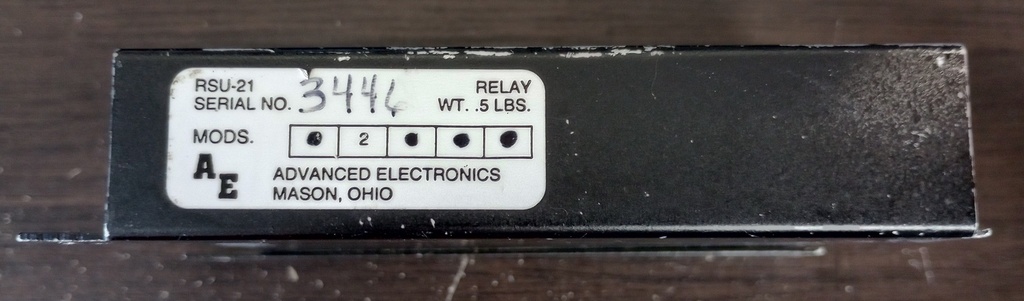 RSU-21 RELAY
SERIAL NO. 3446 WT. .5 LBS.
MODS. 2
AE ADVANCED ELECTRONICS
MASON, OHIO